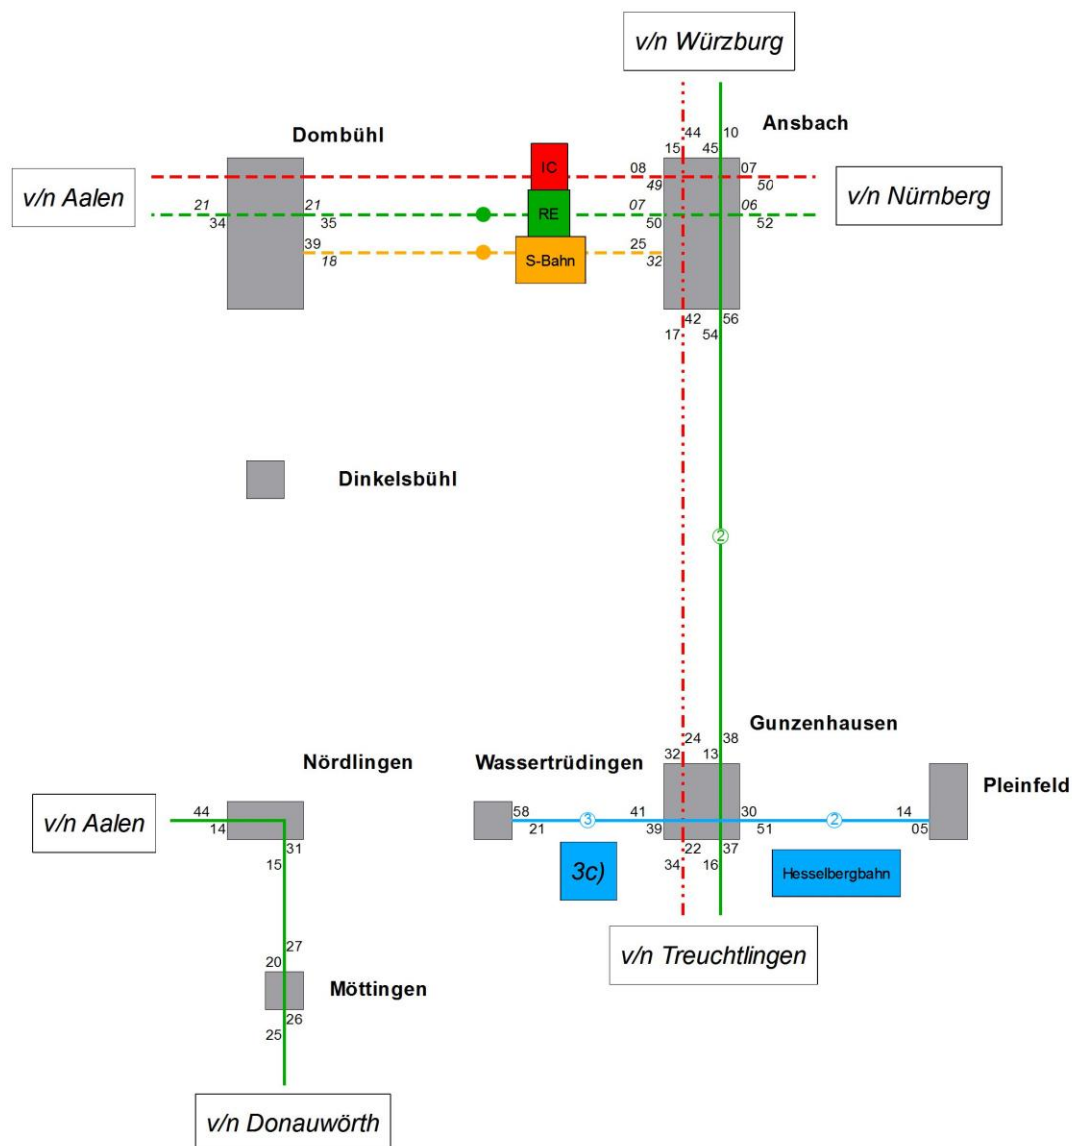 v/n Würzburg
44 10
15 45
Dombühl
Ansbach
IC
08 07
49 50
v/n Aalen
v/n Nürnberg
21 21
RE
07 06
34 35
50 52
39
18
S-Bahn
25
32
42 56
17 54
Dinkelsbühl
2
Gunzenhausen
24 38
32 13
Nördlingen
Wassertrüdingen
Pleinfeld
v/n Aalen
44
14
31
15
58
21
3
41
39
30
51
2
14
05
22 37
34 16
3c)
Hesselbergbahn
v/n Treuchtlingen
27
20
Möttingen
26
25
v/n Donauwörth